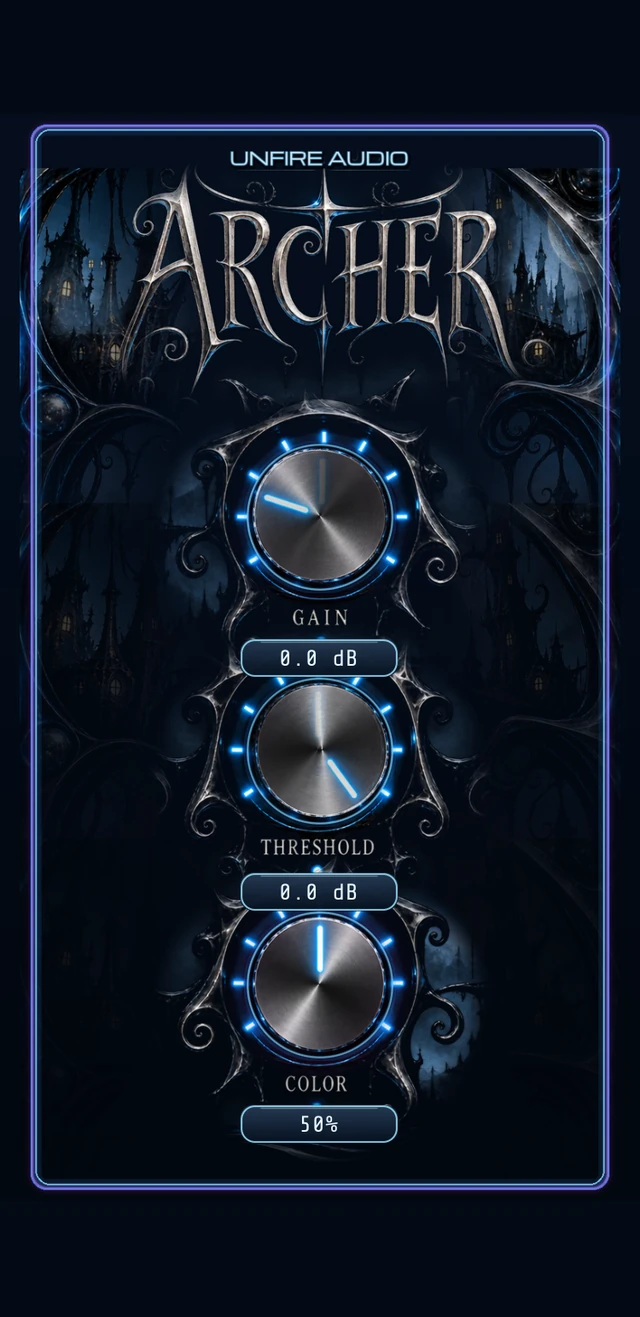 UNFIRE AUDIO
ARCHER
GAIN
0.0 dB
THRESHOLD
0.0 dB
COLOR
50%